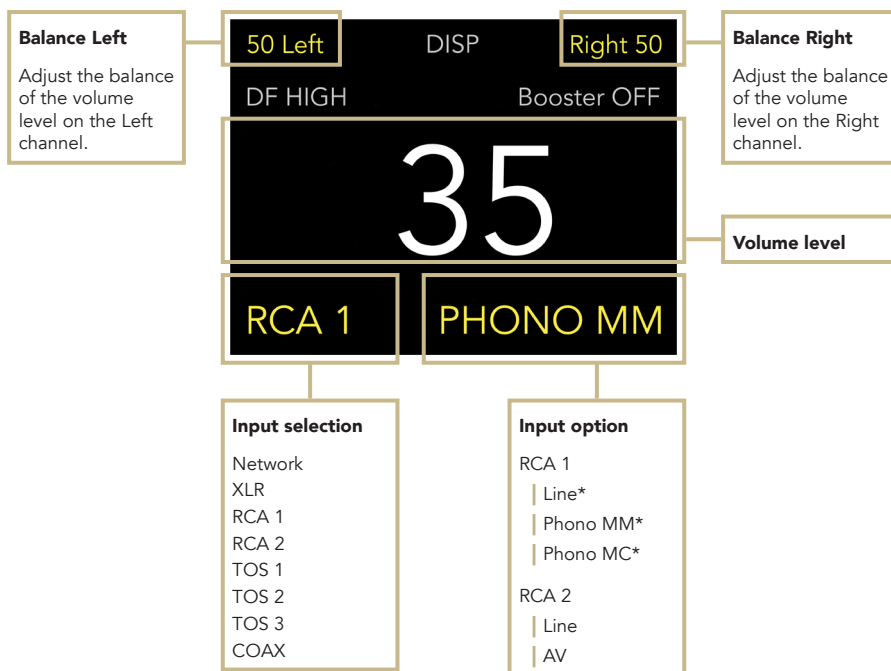 Balance Left
Adjust the balance
of the volume
level on the Left
channel.
50 Left
DISP
Right 50
DF HIGH
Booster OFF
35
RCA 1
PHONO MM
Balance Right
Adjust the balance
of the volume
level on the Right
channel.
Volume level
Input selection
Network
XLR
RCA 1
RCA 2
TOS 1
TOS 2
TOS 3
COAX
Input option
RCA 1
Line*
Phono MM*
Phono MC*
RCA 2
Line
AV